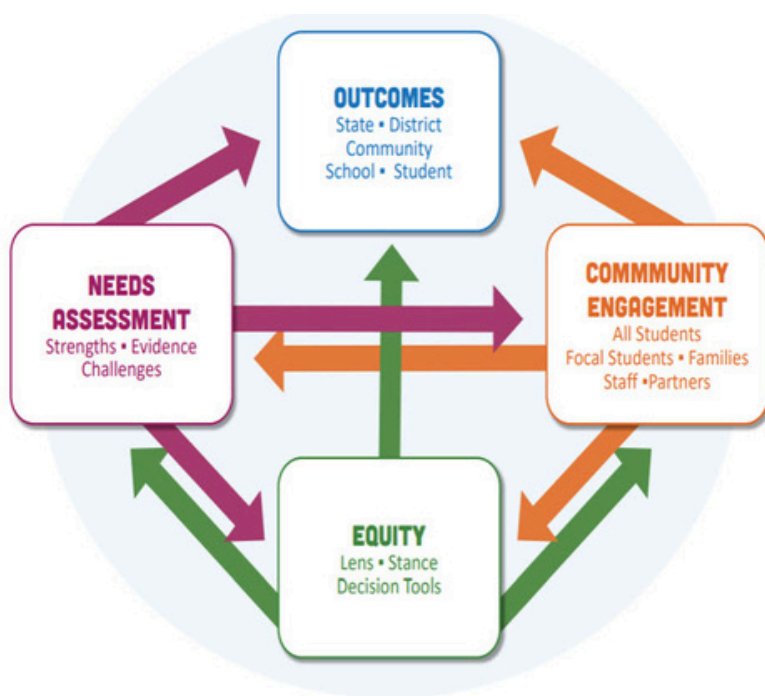 OUTCOMES
State ▪ District
Community
School ▪ Student
NEEDS
ASSESSMENT
Strengths ▪ Evidence
Challenges
COMMMUNITY
ENGAGEMENT
All Students
Focal Students ▪ Families
Staff ▪Partners
EQUITY
Lens ▪ Stance
Decision Tools